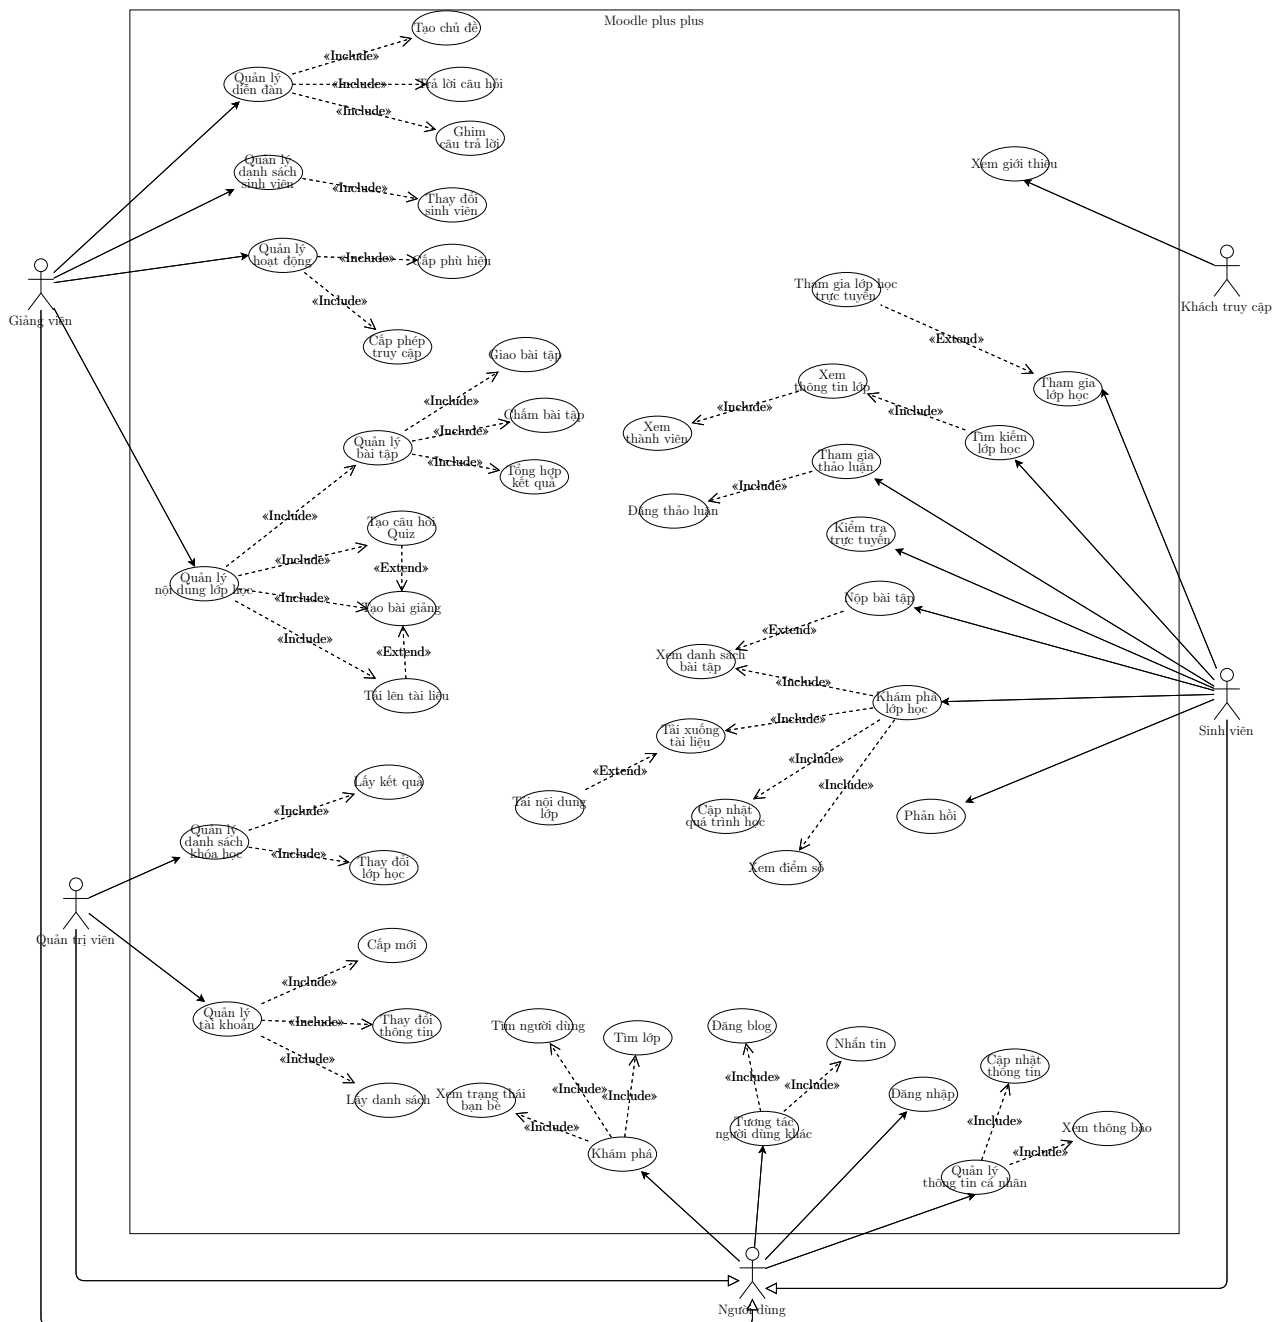 Moodle plus plus
Tạo chủ đề
«Include»
Quản lý
diễn đàn
«Include»
Trả lời câu hỏi
«Include»
Ghim
câu trả lời
Quản lý
danh sách
sinh viên
«Include»
Thay đổi
sinh viên
Quản lý
hoạt động
«Include»
Cấp phù hiệu
«Include»
Cấp phép
truy cập
Giảng viên
Xem giới thiệu
Khách truy cập
Tham gia lớp học
trực tuyến
«Extend»
Tham gia
lớp học
Giao bài tập
«Include»
Quản lý
bài tập
«Include»
Chấm bài tập
«Include»
Tổng hợp
kết quả
Xem
thông tin lớp
«Include»
Xem
thành viên
«Include»
Tìm kiếm
lớp học
Tham gia
thảo luận
«Include»
Đăng thảo luận
Kiểm tra
trực tuyến
«Include»
Tạo câu hỏi
Quiz
«Include»
«Extend»
Quản lý
nội dung lớp học
«Include»
Tạo bài giảng
«Include»
«Extend»
Tải lên tài liệu
Nộp bài tập
«Extend»
Xem danh sách
bài tập
«Include»
Khám phá
lớp học
Sinh viên
«Include»
Tải xuống
tài liệu
«Extend»
Tải nội dung
lớp
«Include»
Cập nhật
quá trình học
«Include»
Xem điểm số
Phản hồi
Lấy kết quả
«Include»
Quản lý
danh sách
khóa học
«Include»
Thay đổi
lớp học
Quản trị viên
Cấp mới
«Include»
Quản lý
tài khoản
«Include»
Thay đổi
thông tin
«Include»
Lấy danh sách
Tìm người dùng
Tìm lớp
Xem trạng thái
bạn bè
«Include»
«Include»
«Include»
Khám phá
Đăng blog
Nhắn tin
«Include»
«Include»
Tương tác
người dùng khác
Đăng nhập
Cập nhật
thông tin
«Include»
Xem thông báo
«Include»
Quản lý
thông tin cá nhân
Người dùng